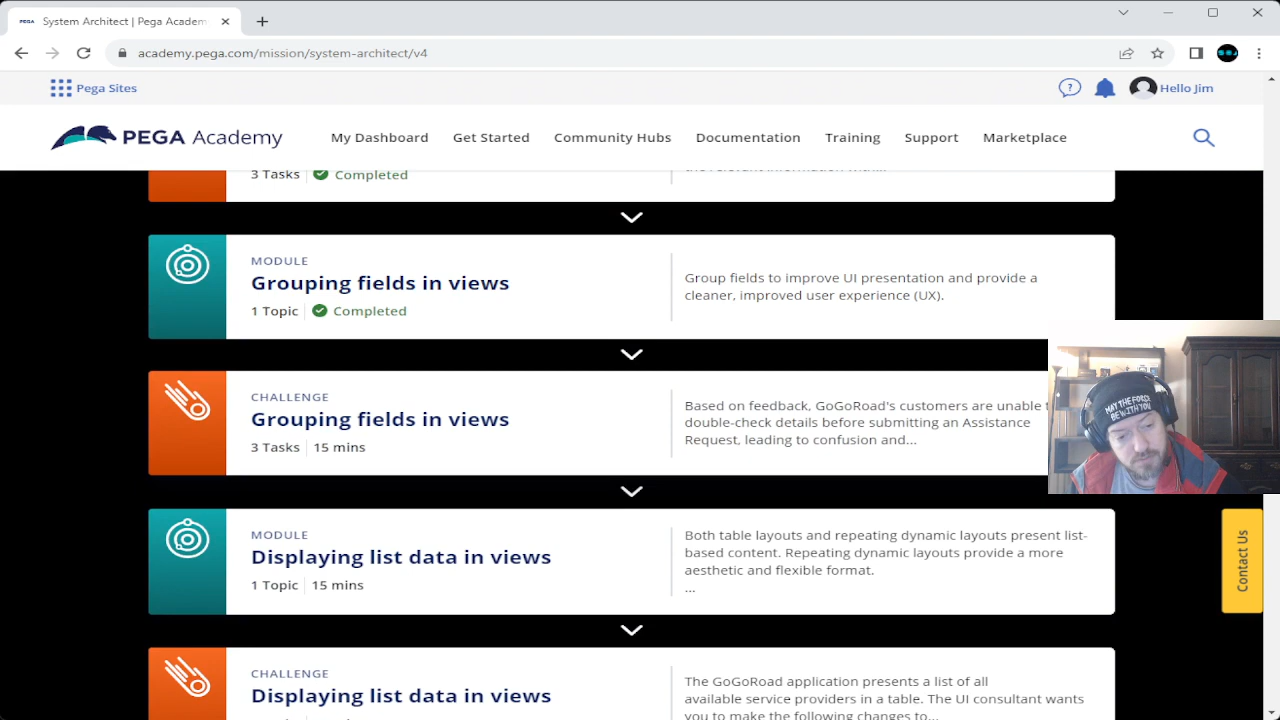 PEGA System Architect | Pega Academ
academy.pega.com/mission/system-architect/v4
Pega Sites
Hello Jim
PEGA Academy
My Dashboard Get Started Community Hubs Documentation Training Support Marketplace
3 Tasks Completed
MODULE
Grouping fields in views
1 Topic Completed
Group fields to improve UI presentation and provide a
cleaner, improved user experience (UX).
CHALLENGE
Grouping fields in views
3 Tasks 15 mins
Based on feedback, GoGoRoad's customers are unable
double-check details before submitting an Assistance
Request, leading to confusion and...
MAY THE FORCE
BE WITH YOU
MODULE
Displaying list data in views
1 Topic 15 mins
Both table layouts and repeating dynamic layouts present list-
based content. Repeating dynamic layouts provide a more
aesthetic and flexible format.
...
Contact Us
CHALLENGE
Displaying list data in views
The GoGoRoad application presents a list of all
available service providers in a table. The UI consultant wants
you to make the following changes to...